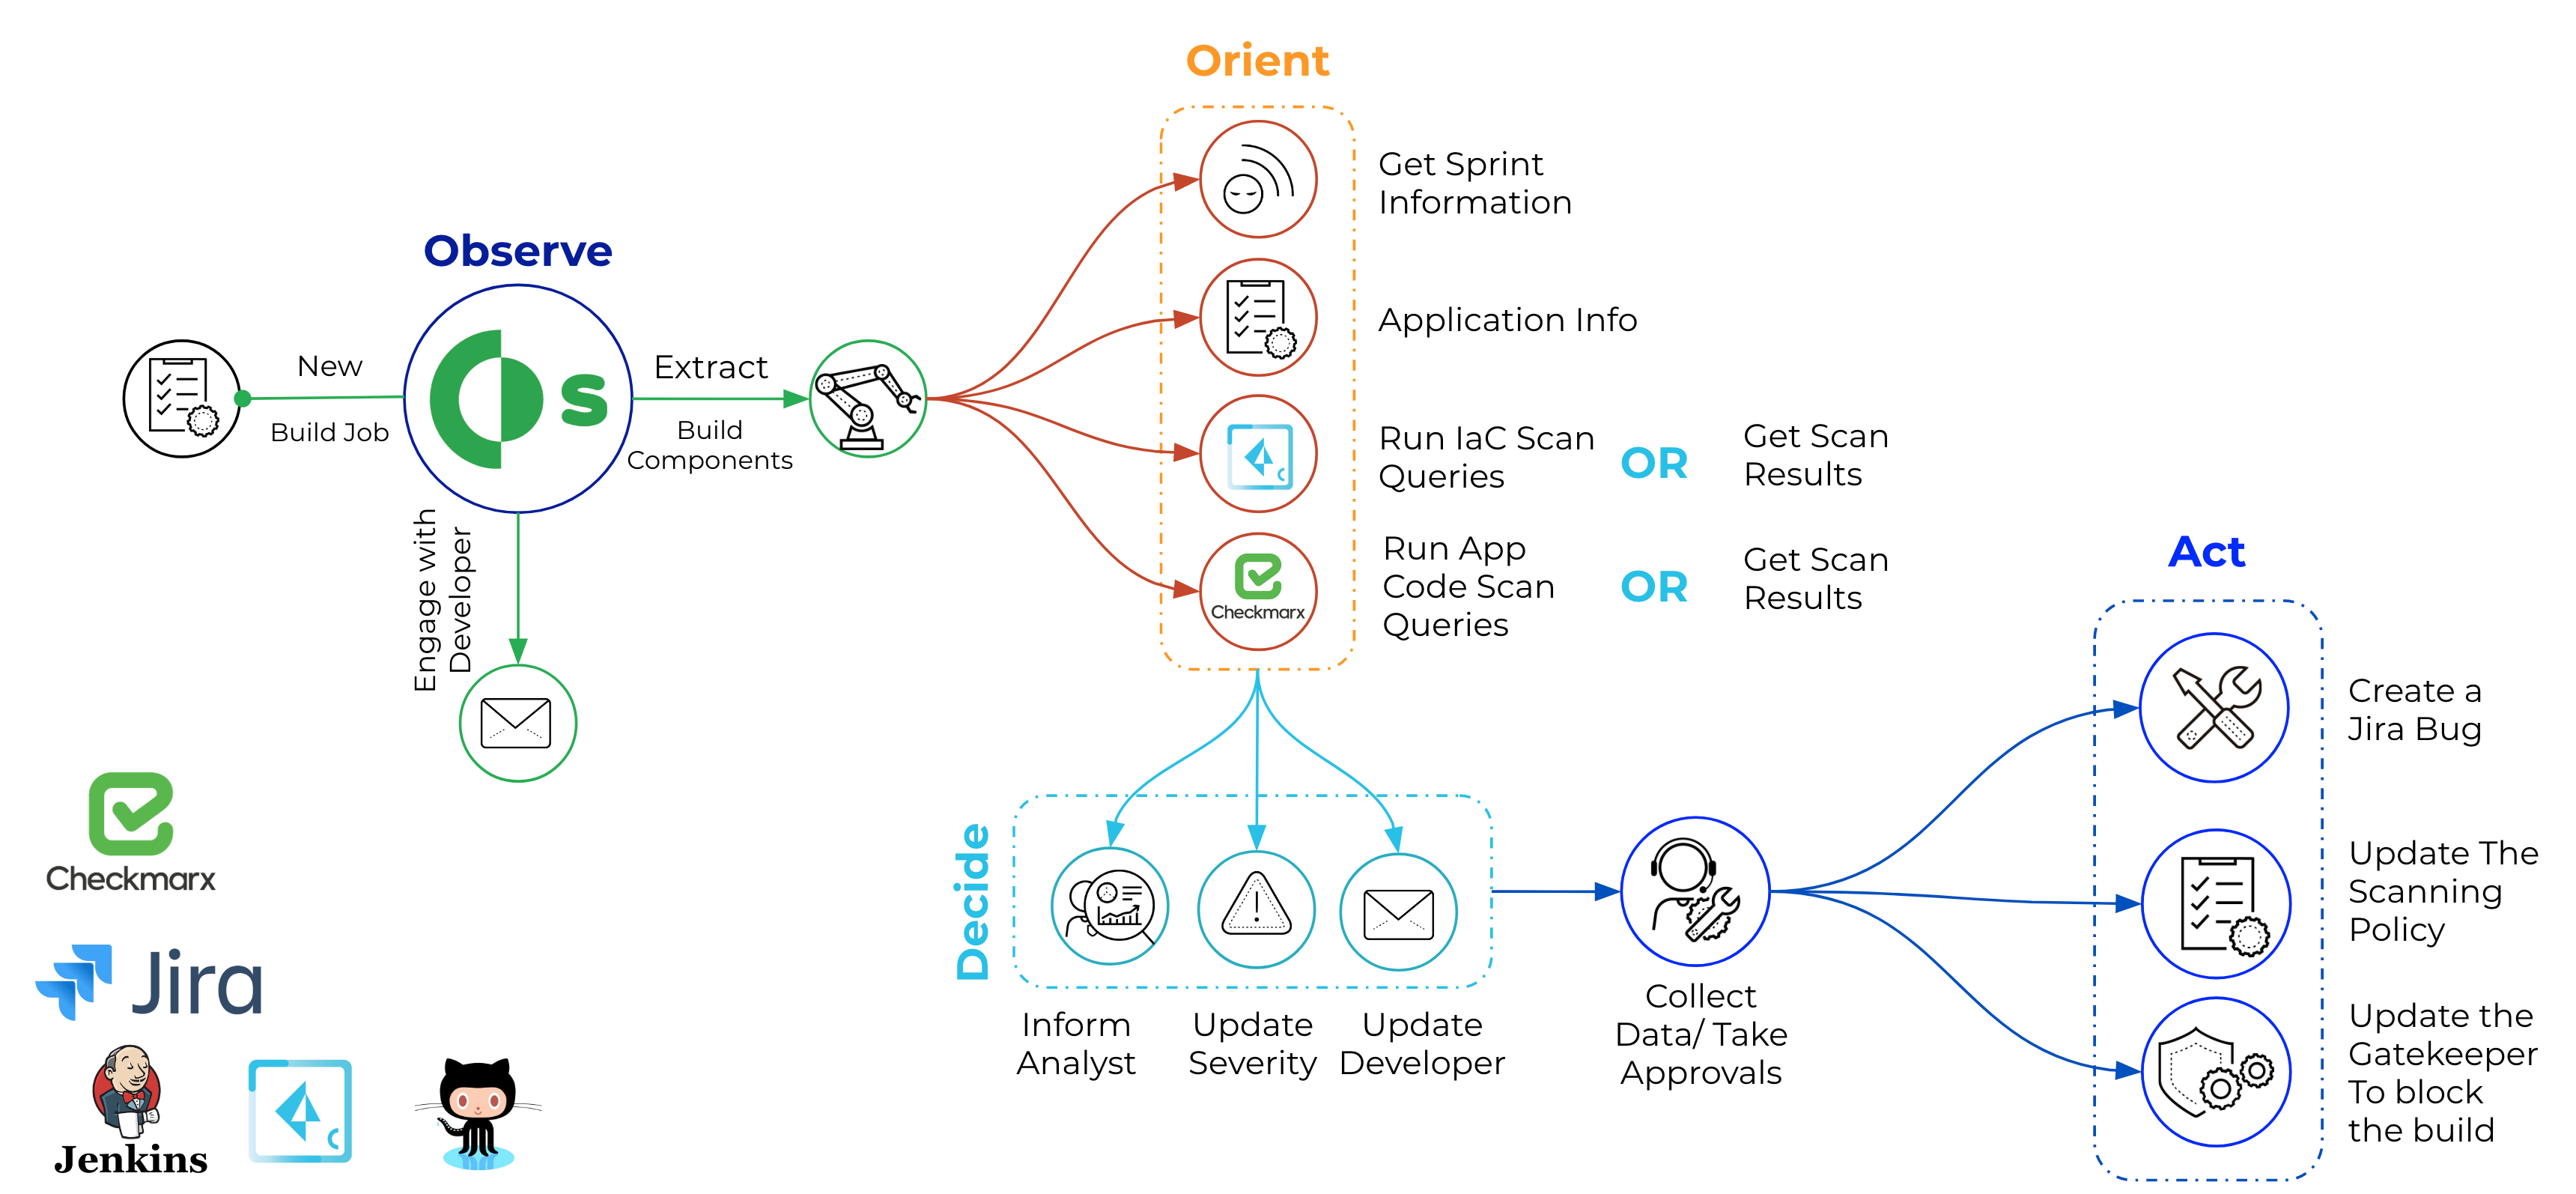 Orient
Get Sprint
Information
Observe
Application Info
New
Build Job
s
Extract
Build
Components
Run IaC Scan
Queries
OR
Get Scan
Results
Engage with
Developer
Run App
Code Scan
Queries
OR
Get Scan
Results
Checkmarx
Act
Create a
Jira Bug
Checkmarx
Decide
Update The
Scanning
Policy
Jira
Inform
Analyst
Update
Severity
Update
Developer
Collect
Data/ Take
Approvals
Update the
Gatekeeper
To block
the build
Jenkins